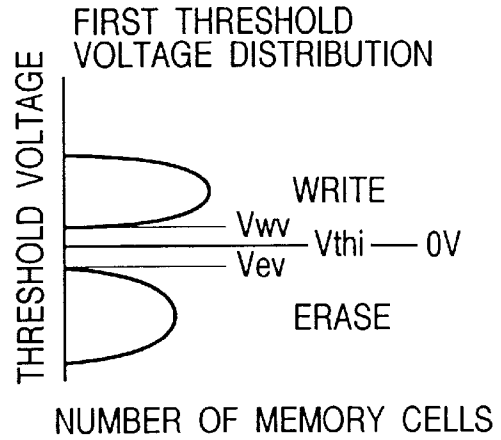 FIRST THRESHOLD
VOLTAGE DISTRIBUTION
THRESHOLD VOLTAGE
WRITE
Vwv
Vthi 0V
Vev
ERASE
NUMBER OF MEMORY CELLS